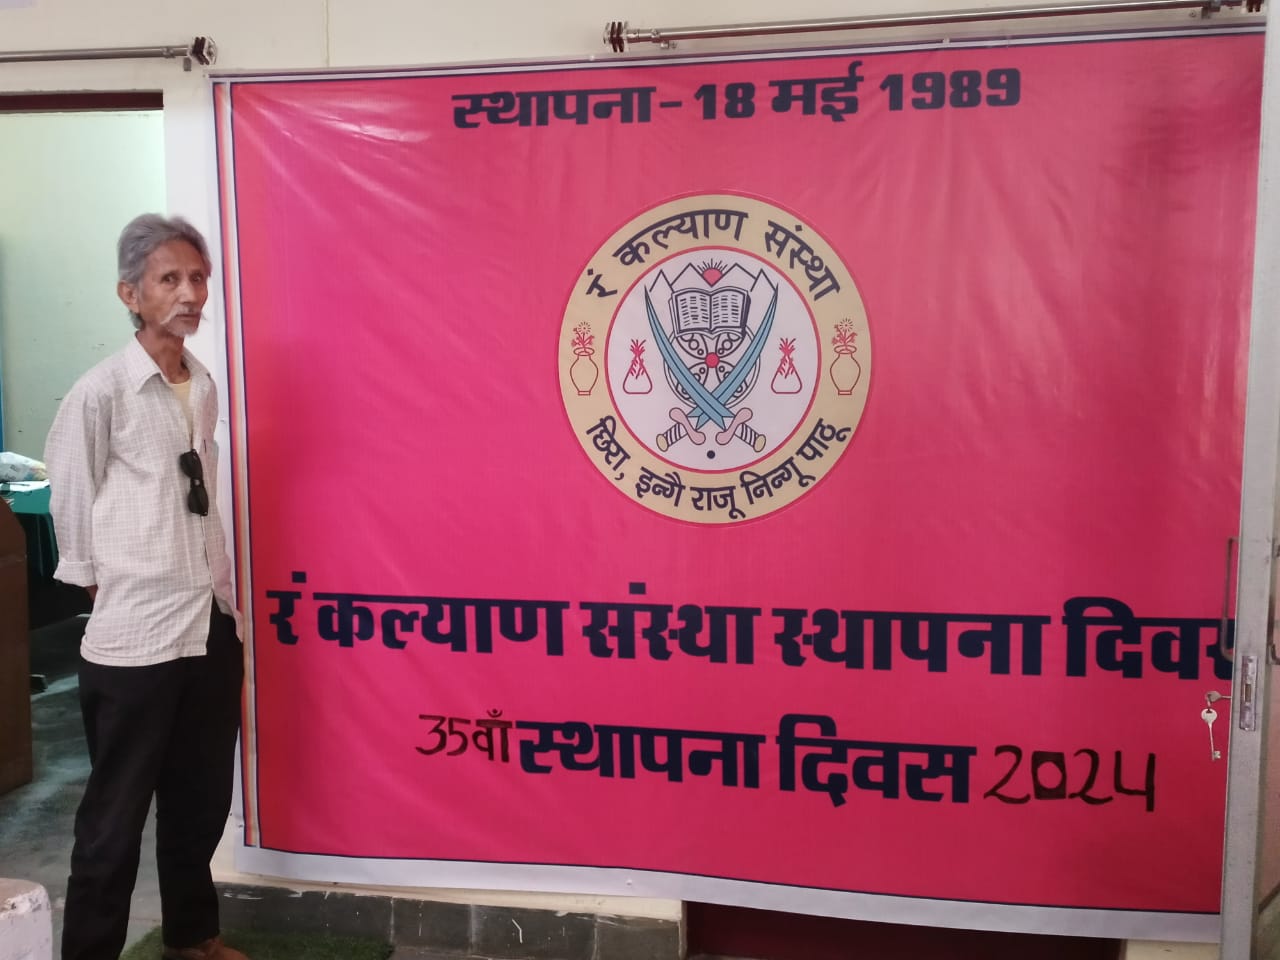 स्थापना - 18 मई 1989
रं कल्याण संस्था
छिरा, इन्गै राजू निन्गू पाठू
रं कल्याण संस्था स्थापना दिवस
35वाँ स्थापना दिवस 2024